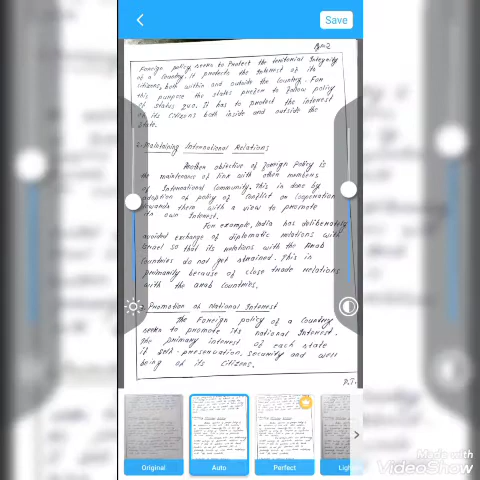 Save
Foreign policy seeks to Protect the territorial Integrity
of a country. It protects the Interest of its
citizens, both within and outside the country. For
this purpose the states prefer to follow policy
of status quo. It has to protect the interest
of its citizens both inside and outside the
state.
2. Maintaining International Relations
Another objective of Foreign Policy is
the maintenance of link with other members
of International Community. This is done by
adoption of policy of Conflict or cooperation
towards them with a view to promote
its own Interest.
For example, India has deliberately
avoided exchange of diplomatic relations with
Israel so that its relations with the Arab
Countries do not get strained. This is
primarily because of close trade relations
with the Arab countries.
3. Promotion of National Interest
The Foreign policy of a country
seeks to promote its national Interest.
The primary interest of each state
is self-preservation, security and well
being of its citizens.
Original
Auto
Perfect
Made with
VideoShow